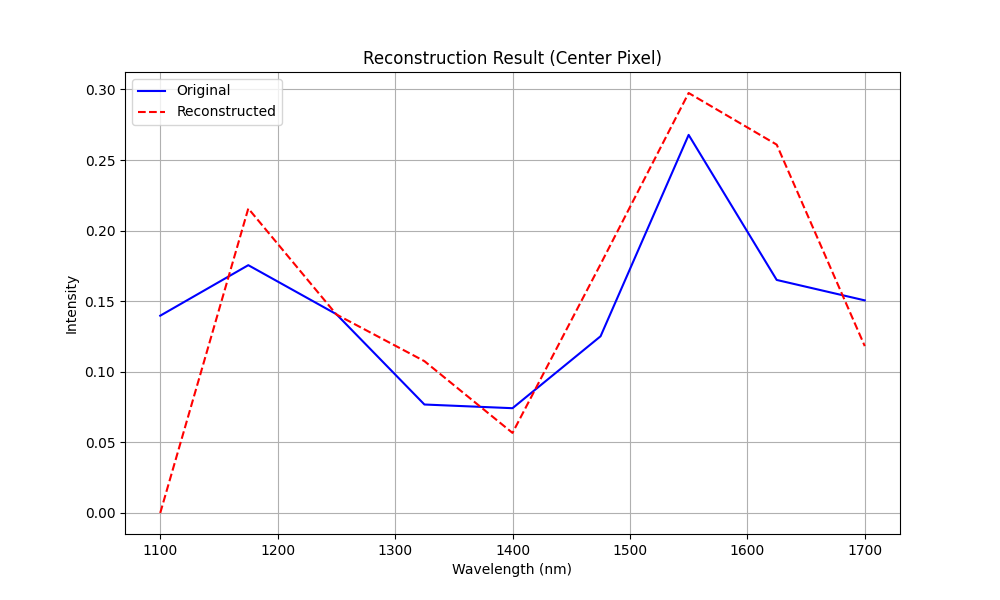 Reconstruction Result (Center Pixel)
Original
Reconstructed
0.30
0.25
0.20
0.15
0.10
0.05
0.00
Intensity
1100 1200 1300 1400 1500 1600 1700
Wavelength (nm)